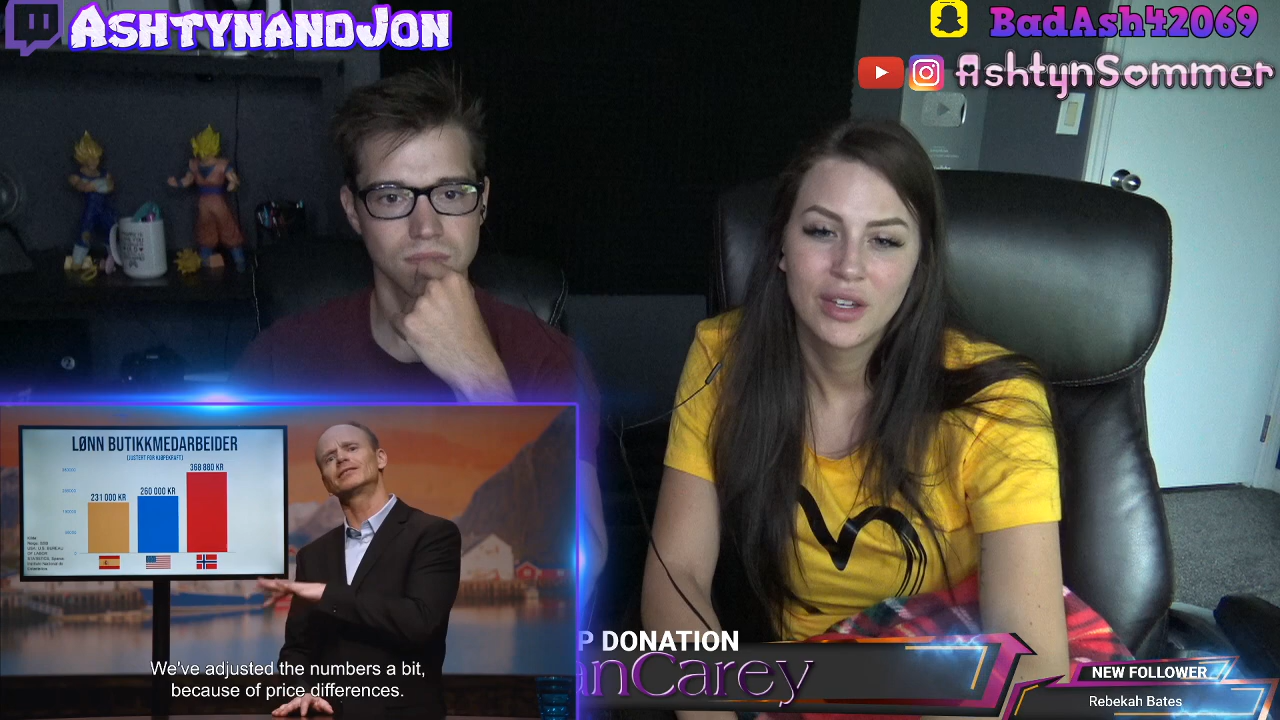 AshtynandJon
BadAsh42069
AshtynSommer
LØNN BUTIKKMEDARBEIDER
(JUSTERT FOR KJØPEKRAFT)
368 880 KR
231 000 KR
260 000 KR
We've adjusted the numbers a bit,
because of price differences.
P DONATION
anCarey
NEW FOLLOWER
Rebekah Bates